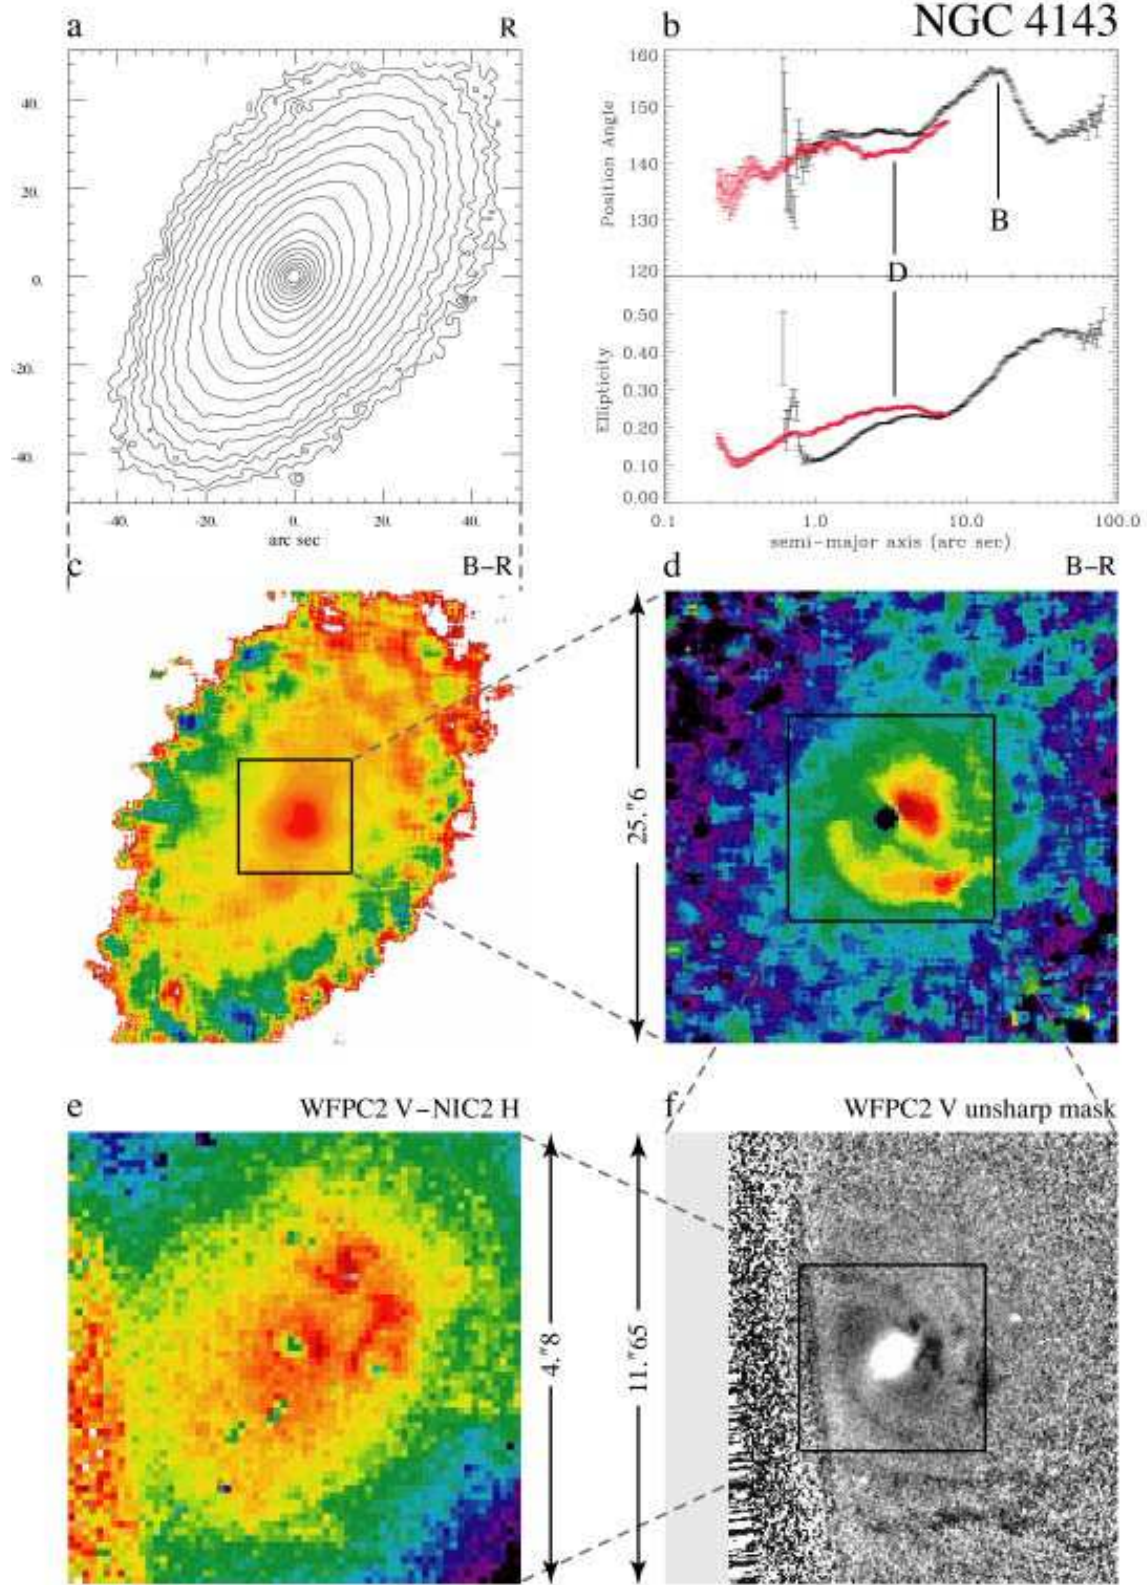 NGC 4143
a
R
b
40.
20.
0.
-20.
-40.
-40.
-20.
0.
20.
40.
arc sec
160
150
140
130
120
Position Angle
B
D
0.50
0.40
0.30
0.20
0.10
0.00
Ellipticity
0.1
1.0
10.0
100.0
semi-major axis (arc sec)
c
B-R
d
B-R
25."6
e
WFPC2 V-NIC2 H
f
WFPC2 V unsharp mask
4."8
11."65